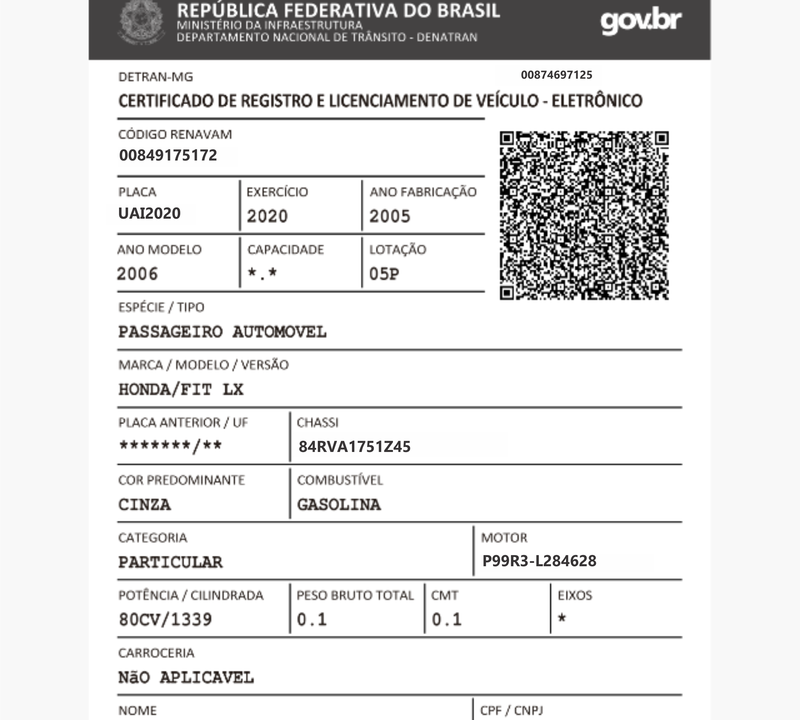 REPÚBLICA FEDERATIVA DO BRASIL
MINISTÉRIO DA INFRAESTRUTURA
DEPARTAMENTO NACIONAL DE TRÂNSITO - DENATRAN
gov.br
DETRAN-MG
00874697125
CERTIFICADO DE REGISTRO E LICENCIAMENTO DE VEÍCULO - ELETRÔNICO
CÓDIGO RENAVAM
00849175172
PLACA EXERCÍCIO ANO FABRICAÇÃO
UAI2020 2020 2005
ANO MODELO CAPACIDADE LOTAÇÃO
2006 *.* 05P
ESPÉCIE / TIPO
PASSAGEIRO AUTOMOVEL
MARCA / MODELO / VERSÃO
HONDA/FIT LX
PLACA ANTERIOR / UF CHASSI
*******/** 84RVA1751Z45
COR PREDOMINANTE COMBUSTÍVEL
CINZA GASOLINA
CATEGORIA MOTOR
PARTICULAR P99R3-L284628
POTÊNCIA / CILINDRADA PESO BRUTO TOTAL CMT EIXOS
80CV/1339 0.1 0.1 *
CARROCERIA
NãO APLICAVEL
NOME CPF / CNPJ